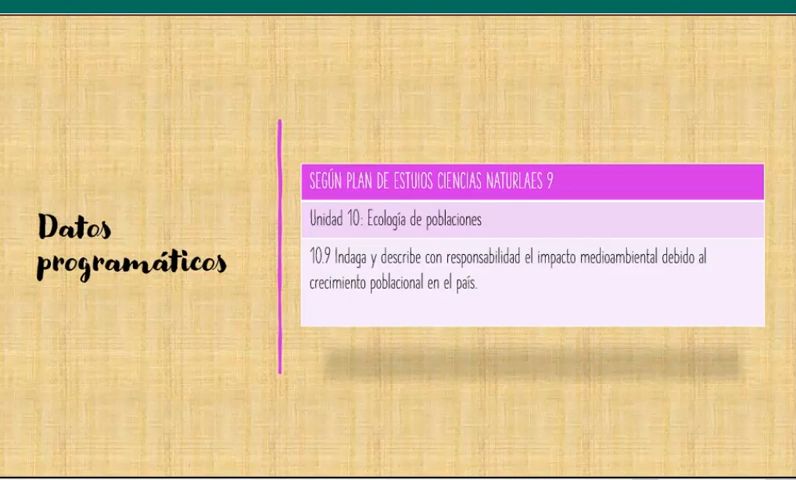 Datos
programáticos
SEGÚN PLAN DE ESTUIOS CIENCIAS NATURLAES 9
Unidad 10: Ecología de poblaciones
10.9 Indaga y describe con responsabilidad el impacto medioambiental debido al
crecimiento poblacional en el país.